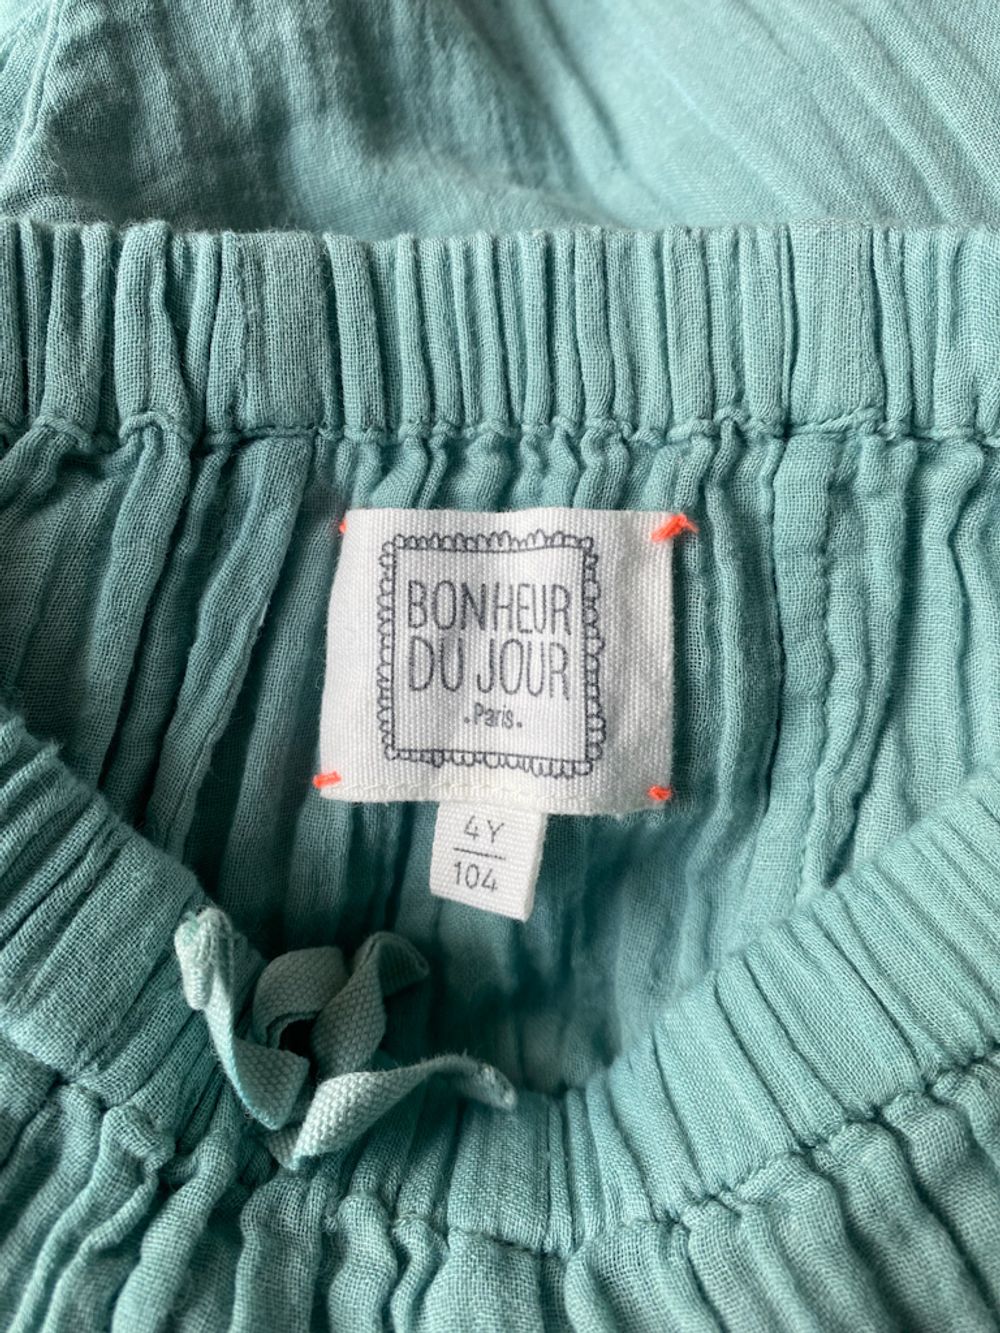 BONHEUR
DU JOUR
.Paris.
4Y
104